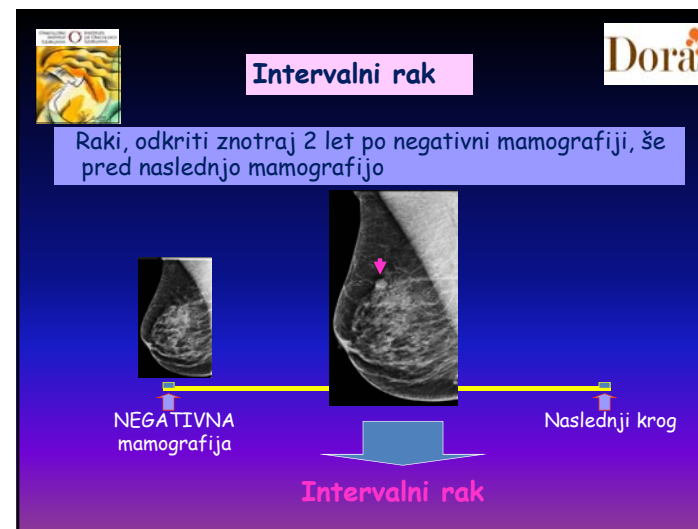 Dora
Intervalni rak
Raki, odkriti znotraj 2 let po negativni mamografiji, še
pred naslednjo mamografijo
NEGATIVNA
mamografija
Naslednji krog
Intervalni rak